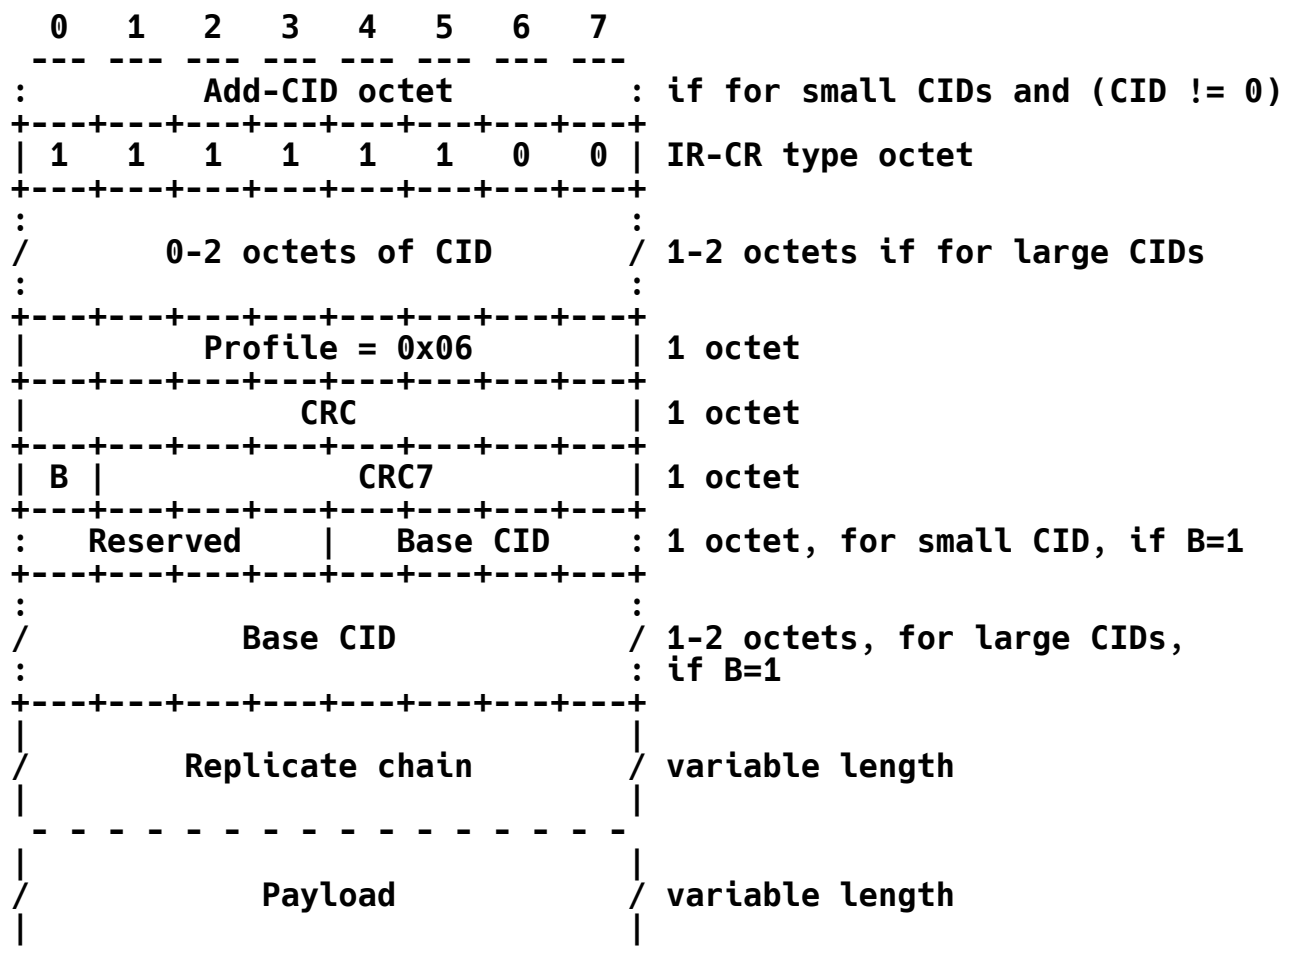 0   1   2   3   4   5   6   7
    --- --- --- --- --- --- --- ---
   :         Add-CID octet         : if for small CIDs and (CID != 0)
   +---+---+---+---+---+---+---+---+
   | 1   1   1   1   1   1   0   0 | IR-CR type octet
   +---+---+---+---+---+---+---+---+
   :                               :
   /       0-2 octets of CID       / 1-2 octets if for large CIDs
   :                               :
   +---+---+---+---+---+---+---+---+
   |         Profile = 0x06        | 1 octet
   +---+---+---+---+---+---+---+---+
   |              CRC              | 1 octet
   +---+---+---+---+---+---+---+---+
   | B |             CRC7          | 1 octet
   +---+---+---+---+---+---+---+---+
   :   Reserved    |   Base CID    : 1 octet, for small CID, if B=1
   +---+---+---+---+---+---+---+---+
   :                               :
   /           Base CID            / 1-2 octets, for large CIDs,
   :                               : if B=1
   +---+---+---+---+---+---+---+---+
   |                               |
   /        Replicate chain        / variable length
   |                               |
    - - - - - - - - - - - - - - - -
   |                               |
   /            Payload            / variable length
   |                               |